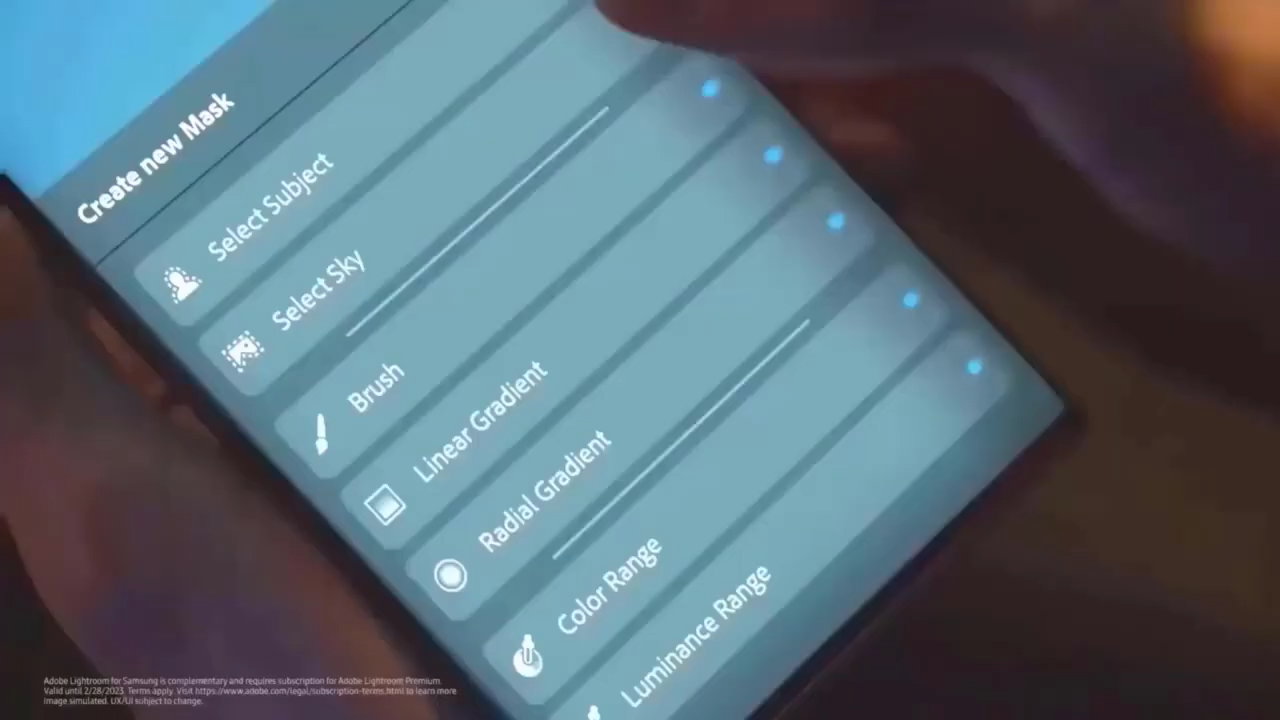 Create new Mask
Select Subject
Select Sky
Brush
Linear Gradient
Radial Gradient
Color Range
Luminance Range
Adobe Lightroom for Samsung is complementary and requires subscription for Adobe Lightroom Premium.
Valid until 2/28/2023. Terms apply. Visit https://www.adobe.com/legal/subscription-terms.html to learn more
image simulated. UX/UI subject to change.